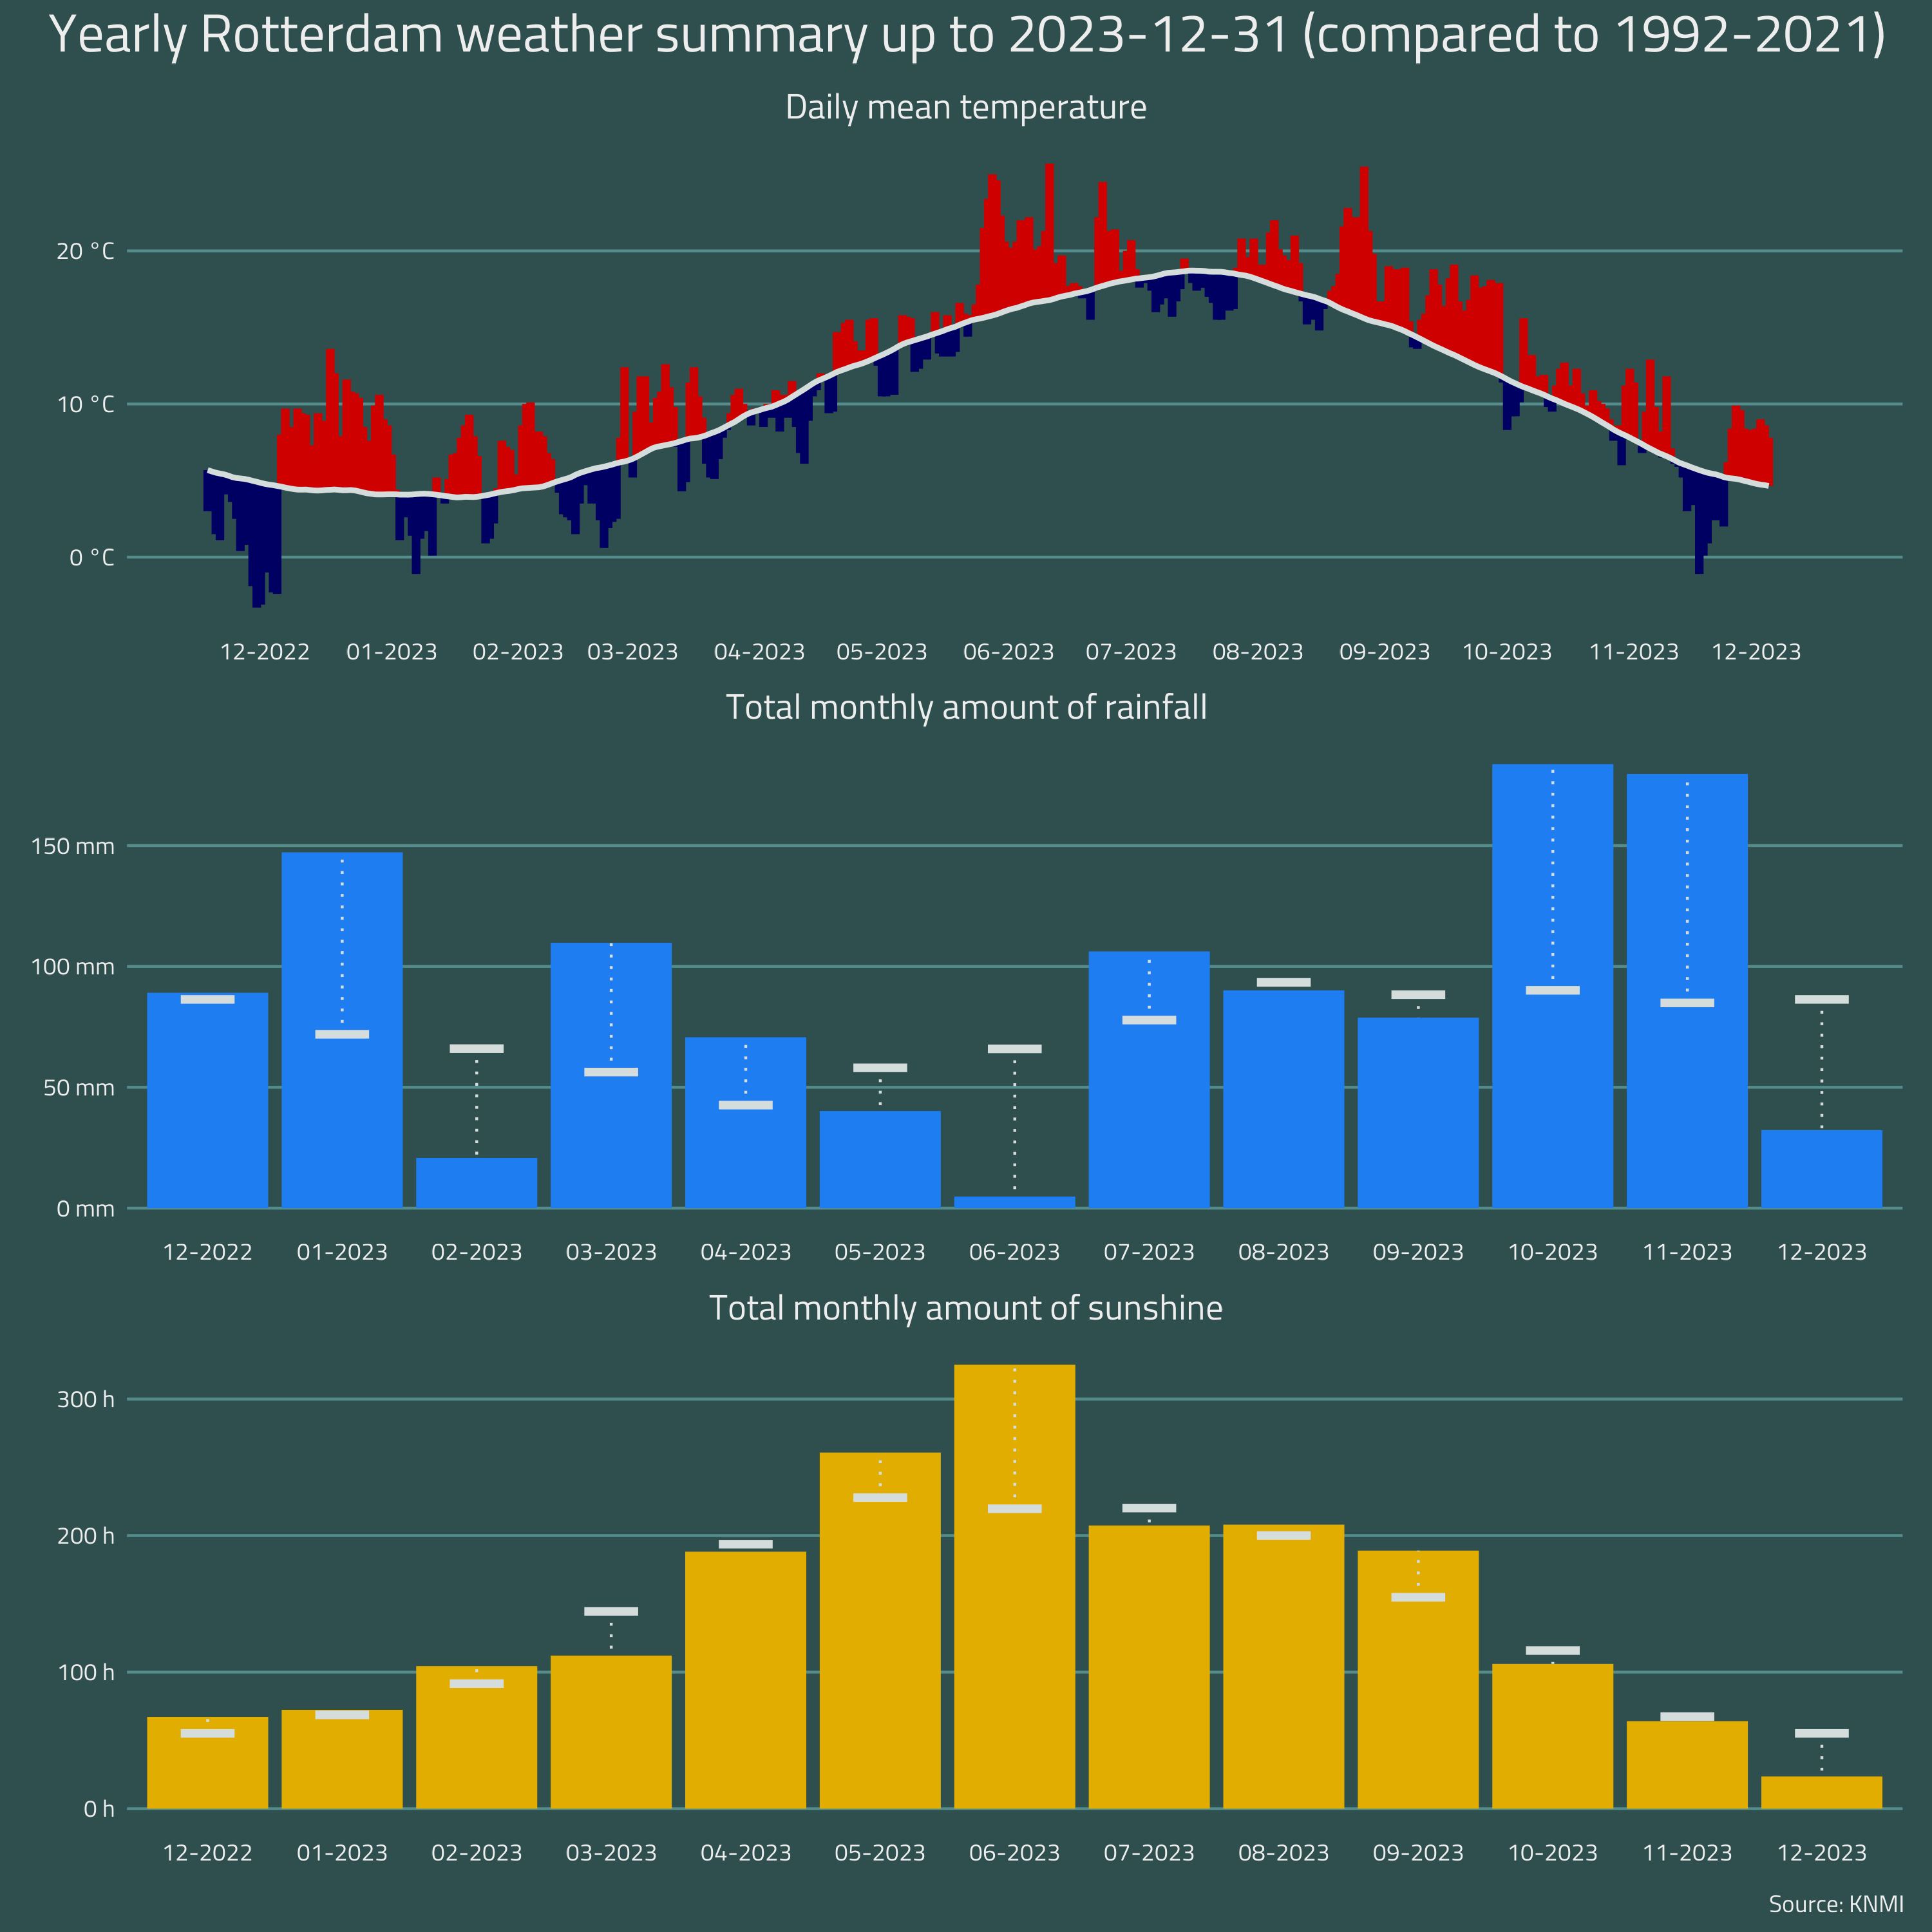 Yearly Rotterdam weather summary up to 2023-12-31 (compared to 1992-2021)
Daily mean temperature
20 °C
10 °C
0 °C
12-2022 01-2023 02-2023 03-2023 04-2023 05-2023 06-2023 07-2023 08-2023 09-2023 10-2023 11-2023 12-2023
Total monthly amount of rainfall
150 mm
100 mm
50 mm
0 mm
12-2022 01-2023 02-2023 03-2023 04-2023 05-2023 06-2023 07-2023 08-2023 09-2023 10-2023 11-2023 12-2023
Total monthly amount of sunshine
300 h
200 h
100 h
0 h
12-2022 01-2023 02-2023 03-2023 04-2023 05-2023 06-2023 07-2023 08-2023 09-2023 10-2023 11-2023 12-2023
Source: KNMI